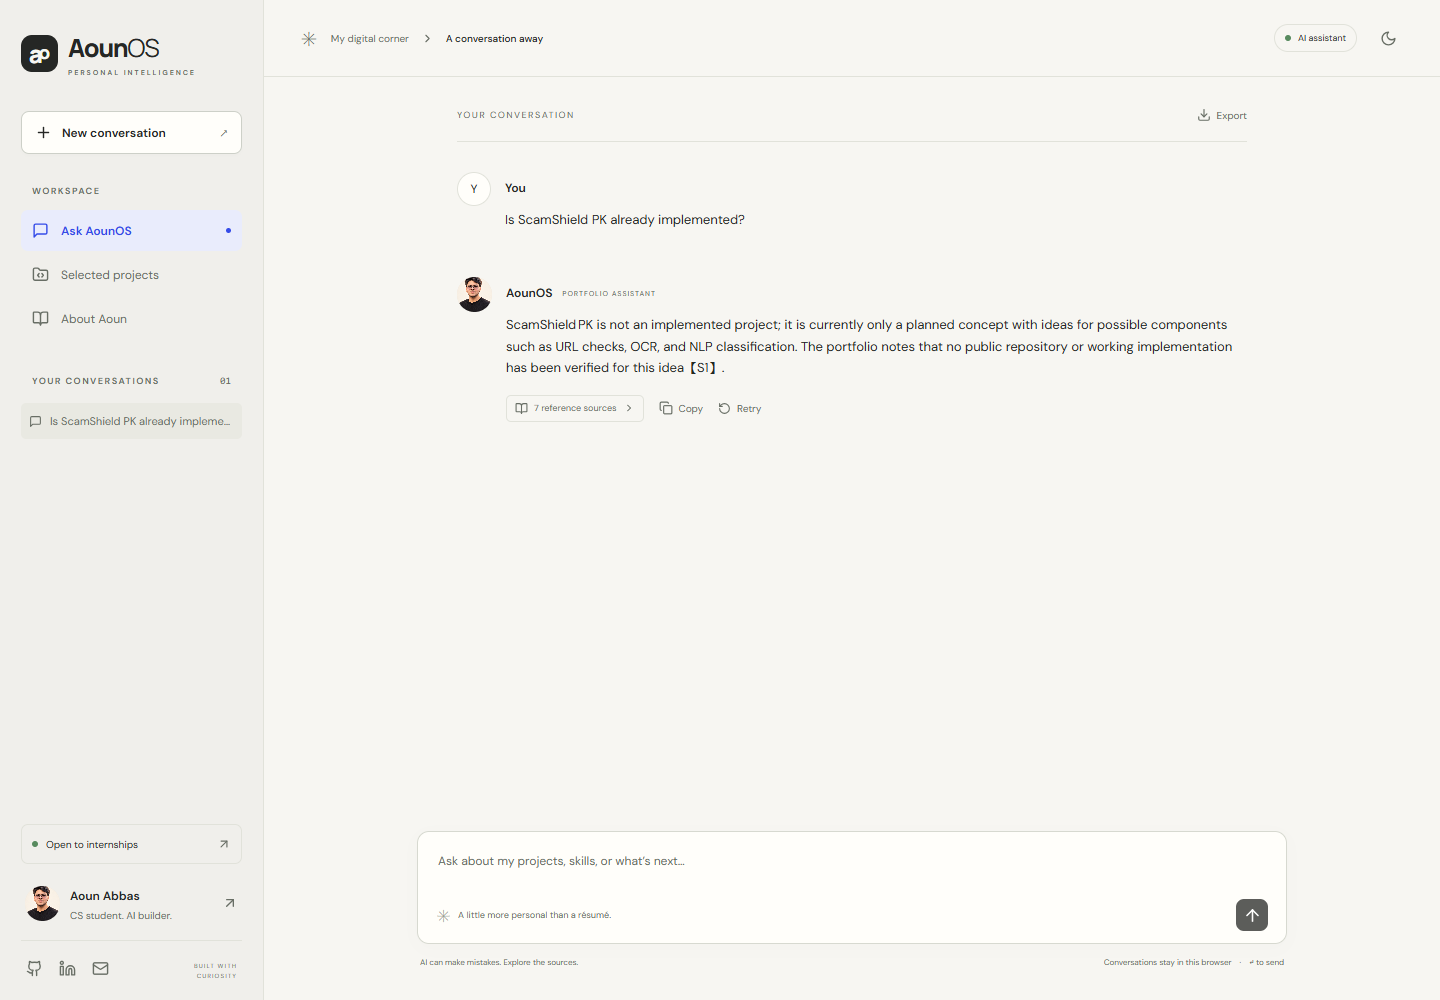 ap
AounOS
PERSONAL INTELLIGENCE
New conversation ↗
WORKSPACE
Ask AounOS
Selected projects
About Aoun
YOUR CONVERSATIONS 01
Is ScamShield PK already impleme...
Open to internships
Aoun Abbas
CS student. AI builder.
BUILT WITH
CURIOSITY
My digital corner > A conversation away
AI assistant
YOUR CONVERSATION
Export
Y
You
Is ScamShield PK already implemented?
AounOS PORTFOLIO ASSISTANT
ScamShield PK is not an implemented project; it is currently only a planned concept with ideas for possible components
such as URL checks, OCR, and NLP classification. The portfolio notes that no public repository or working implementation
has been verified for this idea【S1】.
7 reference sources >
Copy
Retry
Ask about my projects, skills, or what's next...
A little more personal than a résumé.
AI can make mistakes. Explore the sources.
Conversations stay in this browser · ↵ to send